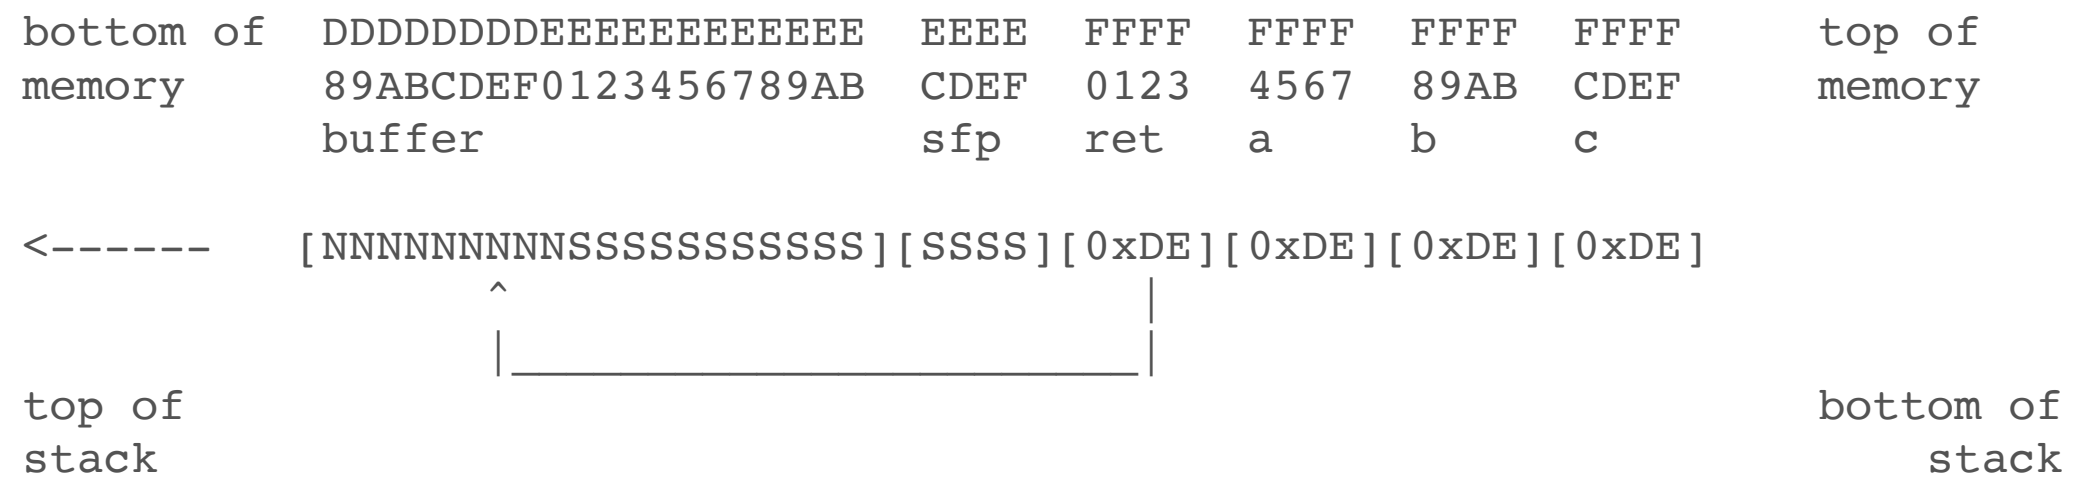 bottom of  DDDDDDDDEEEEEEEEEEEE  EEEE  FFFF  FFFF  FFFF  FFFF     top of
memory     89ABCDEF0123456789AB  CDEF  0123  4567  89AB  CDEF     memory
           buffer                sfp   ret   a     b     c
<------   [NNNNNNNNNSSSSSSSSSSS][SSSS][0xDE][0xDE][0xDE][0xDE]
                 ^                       |
                 |_______________________|
top of                                                            bottom of
stack                                                                 stack